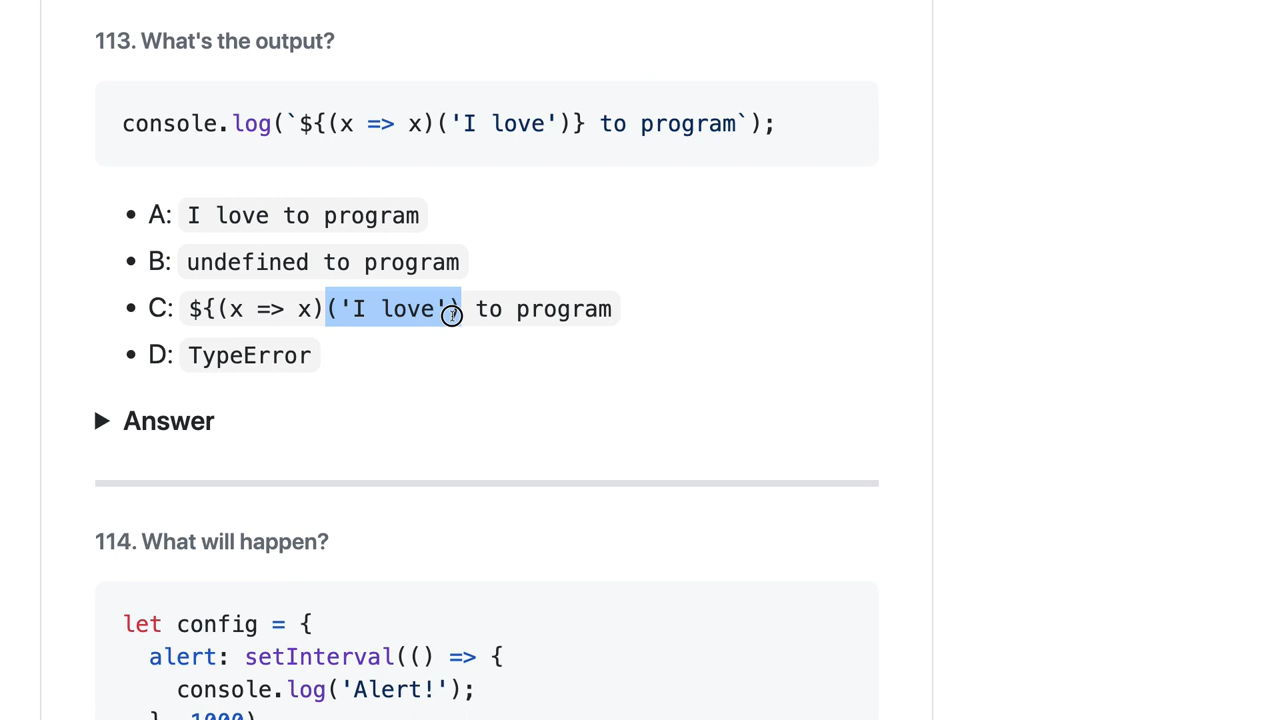 113. What's the output?
console.log(`${(x => x)('I love')} to program`);
• A: I love to program
• B: undefined to program
• C: ${(x => x)('I love') to program
• D: TypeError
▶ Answer
114. What will happen?
let config = {
alert: setInterval(() => {
console.log('Alert!');
}, 1000)